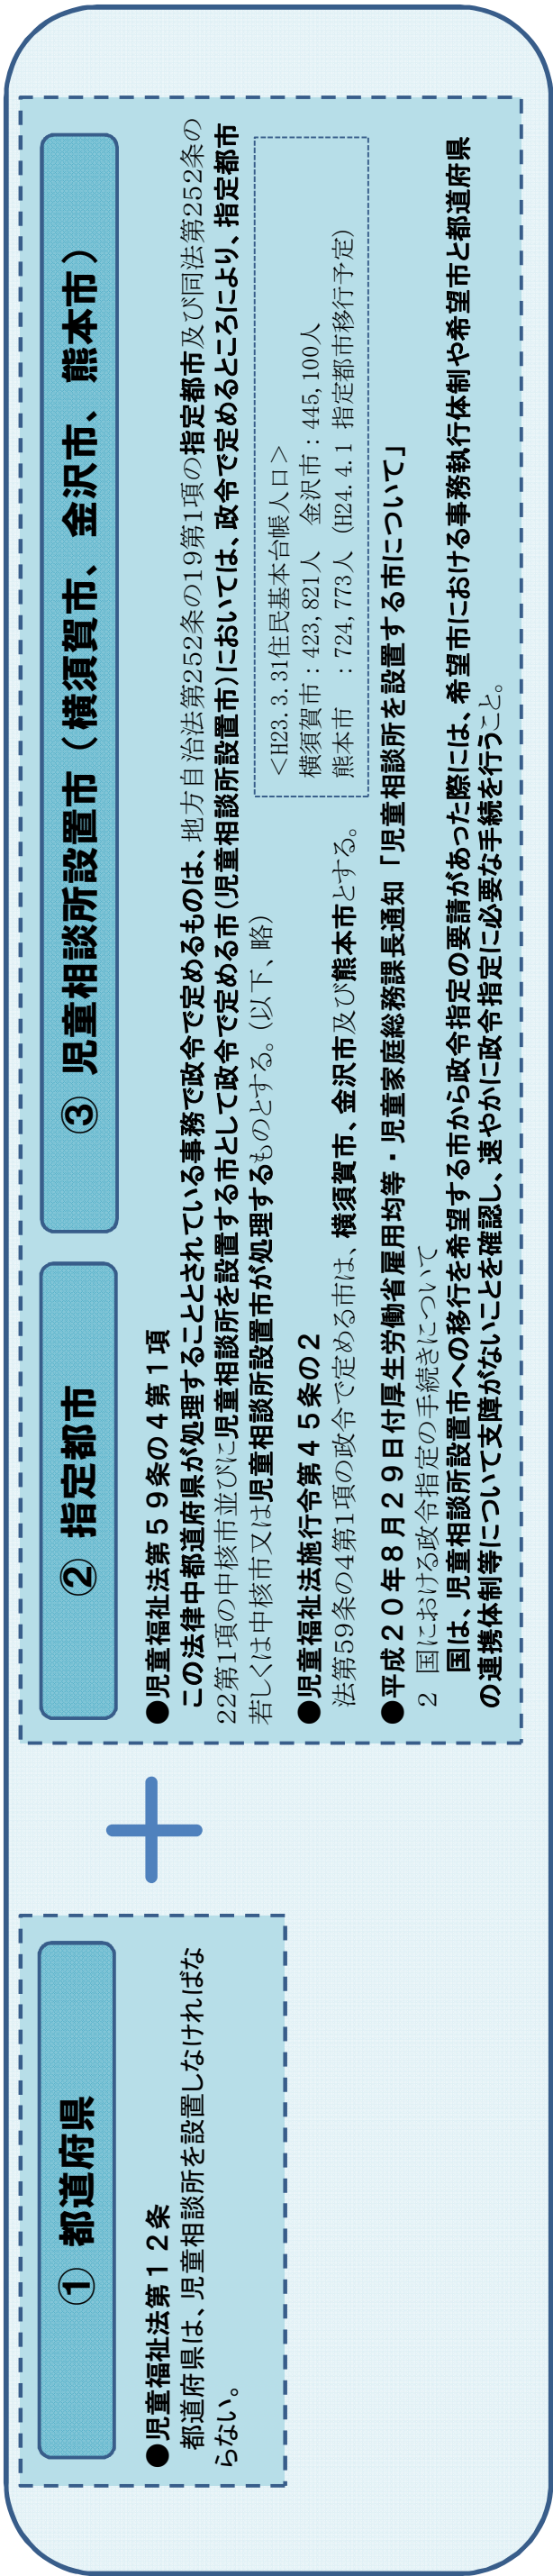 ① 都道府県
●児童福祉法第１２条
都道府県は、児童相談所を設置しなければな
らない。
＋
② 指定都市
③ 児童相談所設置市（横須賀市、金沢市、熊本市）
●児童福祉法第５９条の４第１項
この法律中都道府県が処理することとされている事務で政令で定めるものは、地方自治法第252条の19第1項の指定都市及び同法第252条の
22第1項の中核市並びに児童相談所を設置する市として政令で定める市（児童相談所設置市）においては、政令で定めるところにより、指定都市
若しくは中核市又は児童相談所設置市が処理するものとする。（以下、略）
●児童福祉法施行令第４５条の２
法第59条の4第1項の政令で定める市は、横須賀市、金沢市及び熊本市とする。
＜H23.3.31住民基本台帳人口＞
横須賀市：423,821人 金沢市：445,100人
熊本市 ：724,773人（H24.4.1 指定都市移行予定）
●平成２０年８月２９日付厚生労働省雇用均等・児童家庭総務課長通知「児童相談所を設置する市について」
２ 国における政令指定の手続きについて
国は、児童相談所設置市への移行を希望する市から政令指定の要請があった際には、希望市における事務執行体制や希望市と都道府県
の連携体制等について支障がないことを確認し、速やかに政令指定に必要な手続を行うこと。